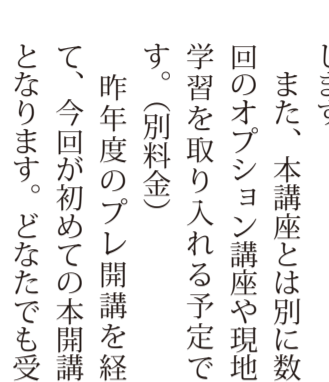 します
また、本講座とは別に数
回のオプション講座や現地
学習を取り入れる予定で
す。（別料金）
昨年度のプレ開講を経
て、今回が初めての本開講
となります。どなたでも受